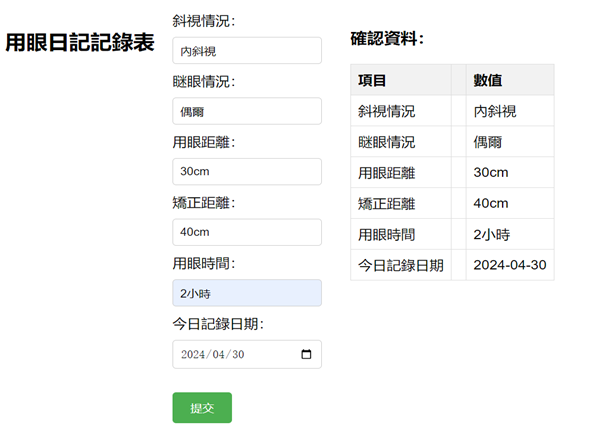 用眼日記記錄表
斜視情況：
內斜視
瞇眼情況：
偶爾
用眼距離：
30cm
矯正距離：
40cm
用眼時間：
2小時
今日記錄日期：
2024/04/30
提交
確認資料：
項目 數值
斜視情況 內斜視
瞇眼情況 偶爾
用眼距離 30cm
矯正距離 40cm
用眼時間 2小時
今日記錄日期 2024-04-30